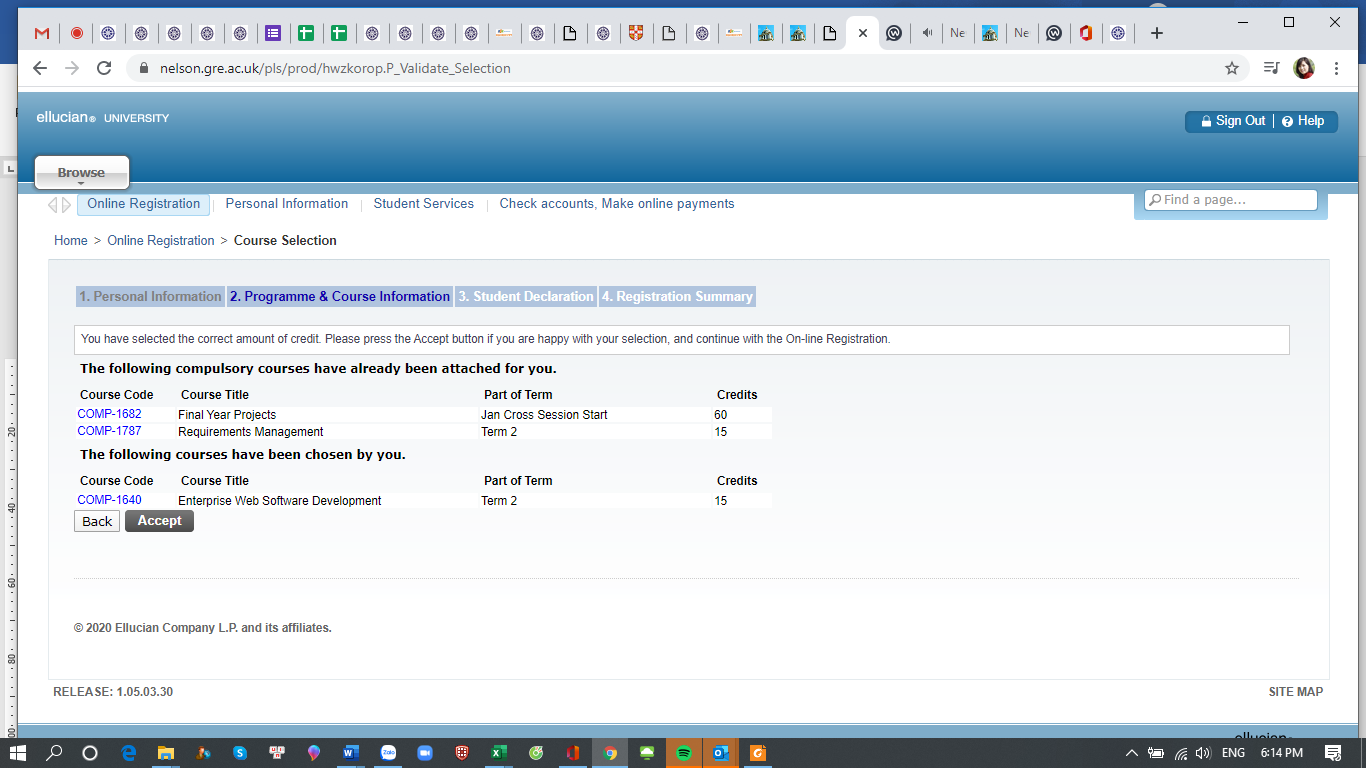 Ne
Ne
nelson.gre.ac.uk/pls/prod/hwzkorop.P_Validate_Selection
ellucian® UNIVERSITY
Sign Out | Help
Browse
Online Registration | Personal Information | Student Services | Check accounts, Make online payments
Find a page...
Home > Online Registration > Course Selection
1. Personal Information 2. Programme & Course Information 3. Student Declaration 4. Registration Summary
You have selected the correct amount of credit. Please press the Accept button if you are happy with your selection, and continue with the On-line Registration.
The following compulsory courses have already been attached for you.
Course Code Course Title Part of Term Credits
COMP-1682 Final Year Projects Jan Cross Session Start 60
COMP-1787 Requirements Management Term 2 15
The following courses have been chosen by you.
Course Code Course Title Part of Term Credits
COMP-1640 Enterprise Web Software Development Term 2 15
Back Accept
© 2020 Ellucian Company L.P. and its affiliates.
RELEASE: 1.05.03.30 SITE MAP
20
40
60
80
ENG 6:14 PM